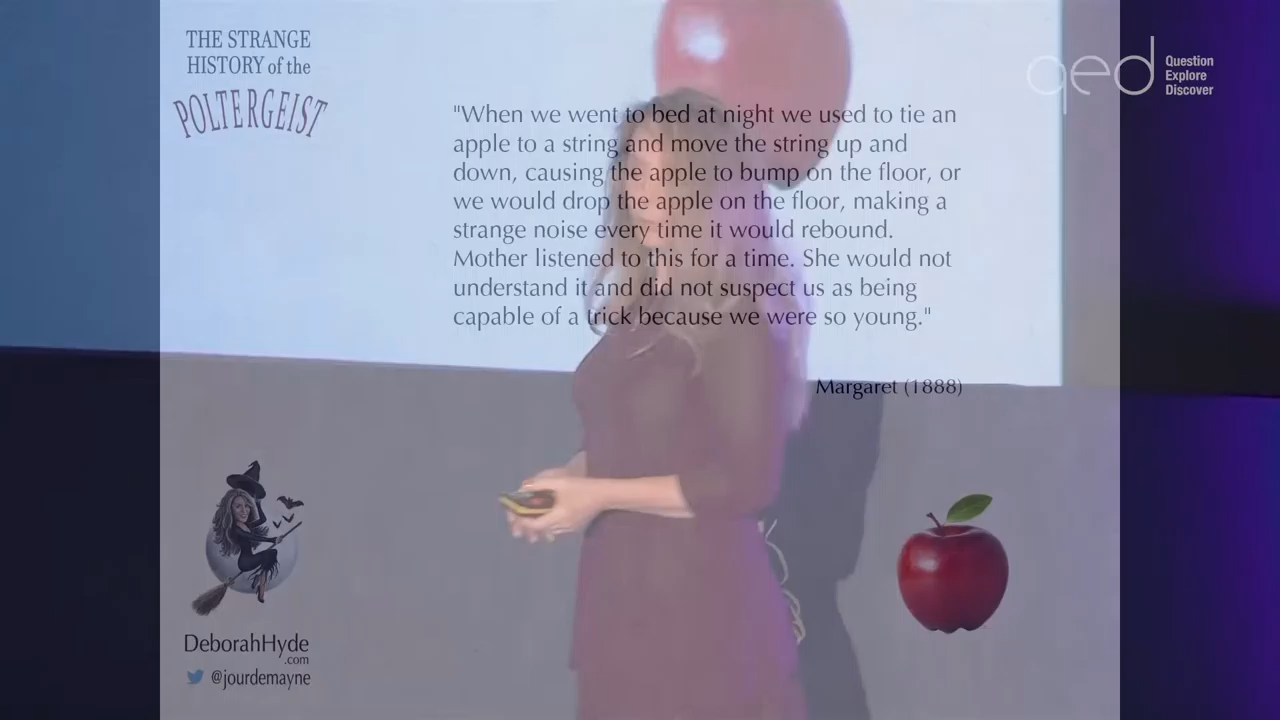 THE STRANGE
HISTORY of the
POLTERGEIST
qed
Question
Explore
Discover
"When we went to bed at night we used to tie an
apple to a string and move the string up and
down, causing the apple to bump on the floor, or
we would drop the apple on the floor, making a
strange noise every time it would rebound.
Mother listened to this for a time. She would not
understand it and did not suspect us as being
capable of a trick because we were so young."
Margaret (1888)
DeborahHyde
.com
@jourdemayne